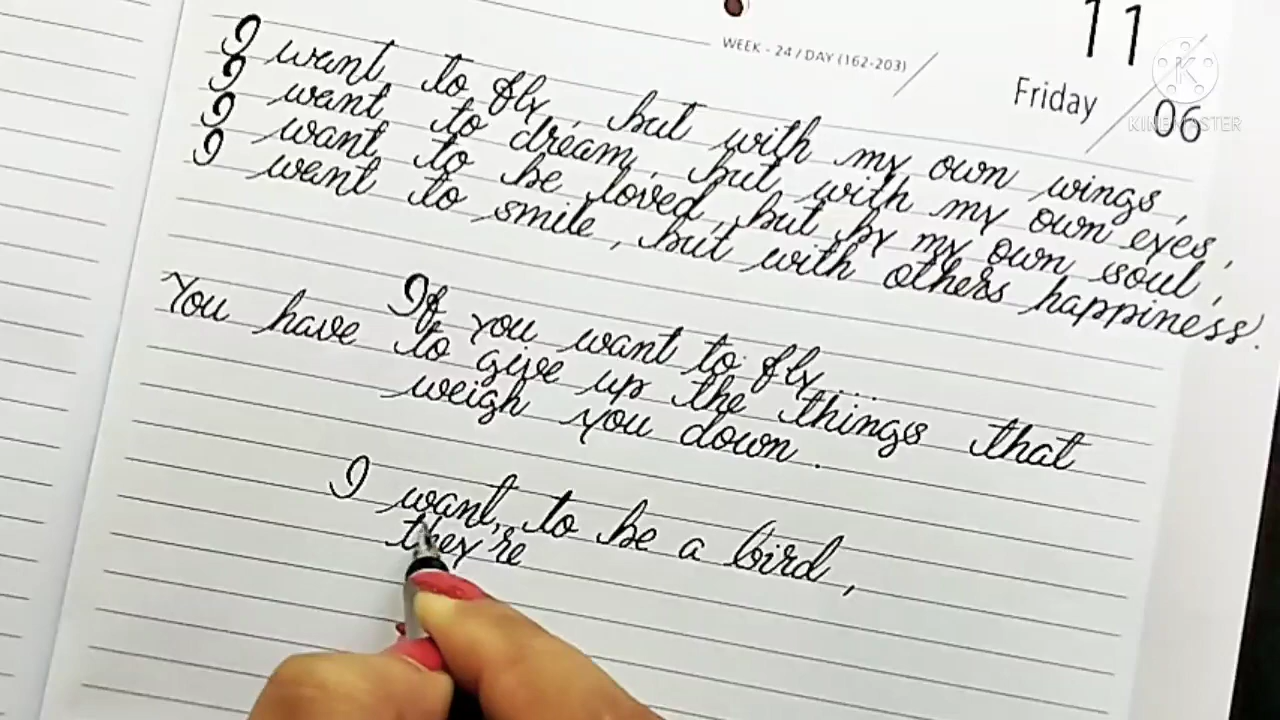 11
WEEK - 24 / DAY (162-203)
Friday
06
KINEMASTER
I want to fly, but with my own wings,
I want to dream, but with my own eyes,
I want to be loved, but by my own soul,
I want to smile, but with others happiness.
If you want to fly....
You have to give up the things that
weigh you down.
I want to be a bird,
they're